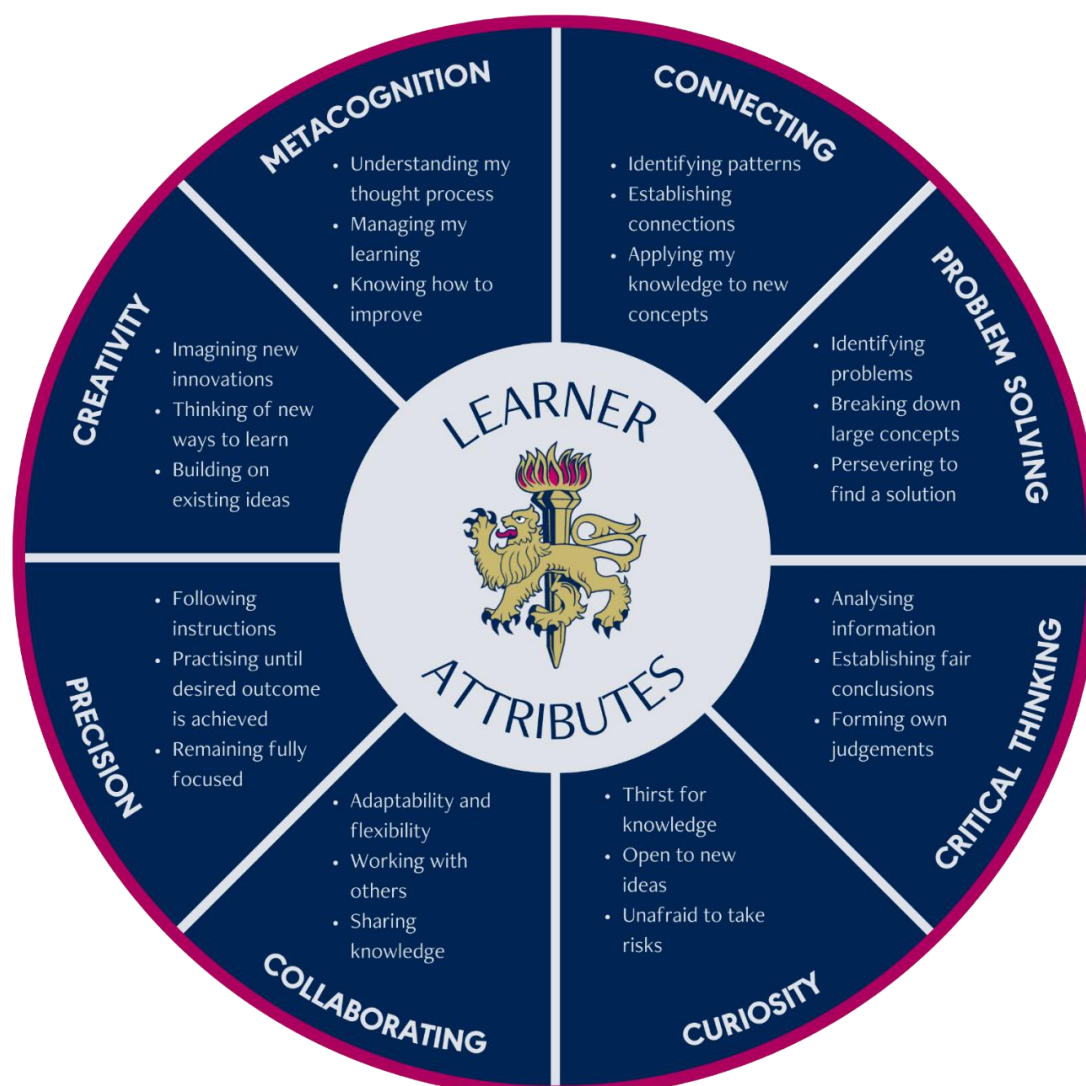 LEARNER
ATTRIBUTES
METACOGNITION
• Understanding my
thought process
• Managing my
learning
• Knowing how to
improve
CONNECTING
• Identifying patterns
• Establishing
connections
• Applying my
knowledge to new
concepts
PROBLEM SOLVING
• Identifying
problems
• Breaking down
large concepts
• Persevering to
find a solution
CRITICAL THINKING
• Analysing
information
• Establishing fair
conclusions
• Forming own
judgements
CURIOSITY
• Thirst for
knowledge
• Open to new
ideas
• Unafraid to take
risks
COLLABORATING
• Adaptability and
flexibility
• Working with
others
• Sharing
knowledge
PRECISION
• Following
instructions
• Practising until
desired outcome
is achieved
• Remaining fully
focused
CREATIVITY
• Imagining new
innovations
• Thinking of new
ways to learn
• Building on
existing ideas